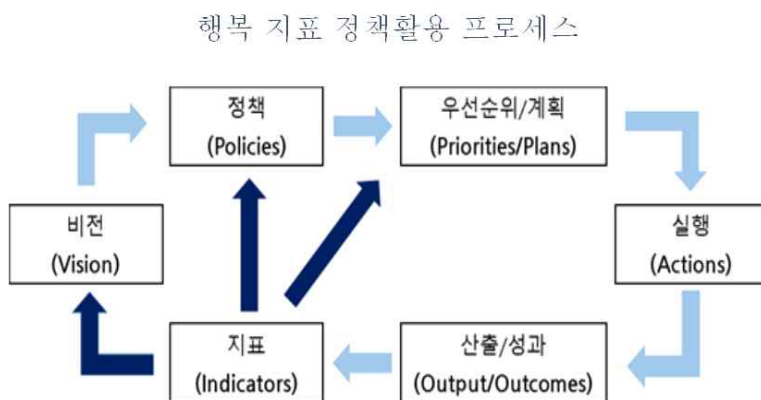 행복 지표 정책활용 프로세스
정책
(Policies)
우선순위/계획
(Priorities/Plans)
비전
(Vision)
실행
(Actions)
지표
(Indicators)
산출/성과
(Output/Outcomes)